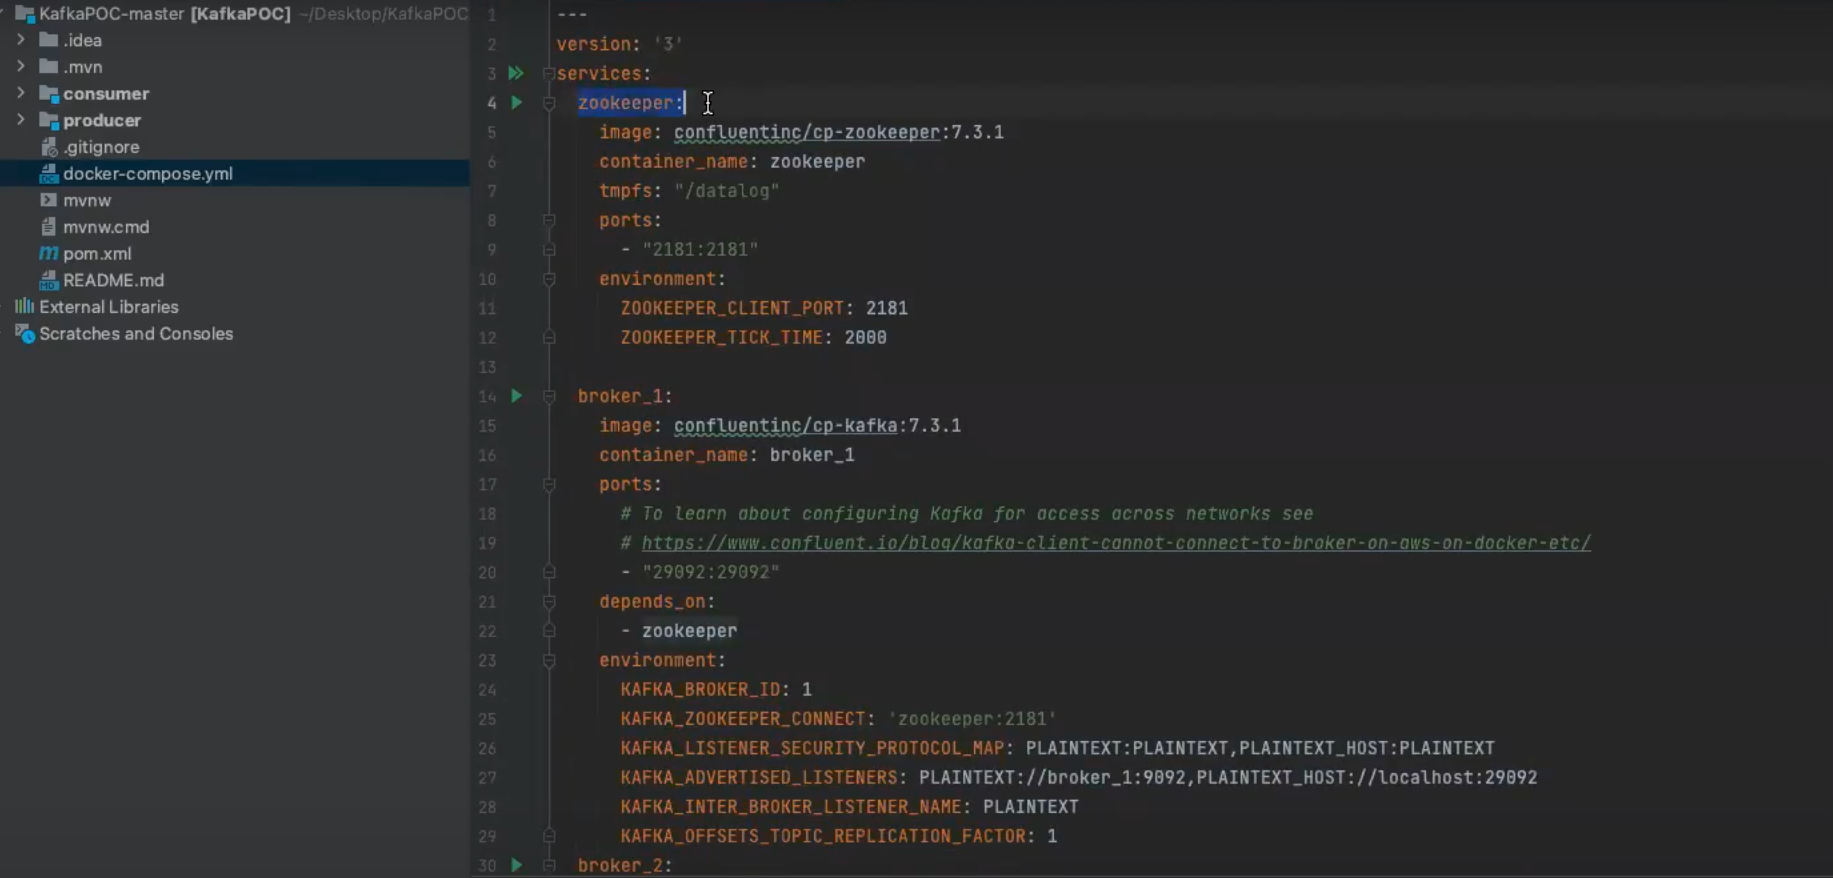 KafkaPOC-master [KafkaPOC] ~/Desktop/KafkaPOC
.idea
.mvn
consumer
producer
.gitignore
docker-compose.yml
mvnw
mvnw.cmd
pom.xml
README.md
External Libraries
Scratches and Consoles
1 ---
2 version: '3'
3 services:
4 zookeeper:
5 image: confluentinc/cp-zookeeper:7.3.1
6 container_name: zookeeper
7 tmpfs: "/datalog"
8 ports:
9 - "2181:2181"
10 environment:
11 ZOOKEEPER_CLIENT_PORT: 2181
12 ZOOKEEPER_TICK_TIME: 2000
13
14 broker_1:
15 image: confluentinc/cp-kafka:7.3.1
16 container_name: broker_1
17 ports:
18 # To learn about configuring Kafka for access across networks see
19 # https://www.confluent.io/blog/kafka-client-cannot-connect-to-broker-on-aws-on-docker-etc/
20 - "29092:29092"
21 depends_on:
22 - zookeeper
23 environment:
24 KAFKA_BROKER_ID: 1
25 KAFKA_ZOOKEEPER_CONNECT: 'zookeeper:2181'
26 KAFKA_LISTENER_SECURITY_PROTOCOL_MAP: PLAINTEXT:PLAINTEXT,PLAINTEXT_HOST:PLAINTEXT
27 KAFKA_ADVERTISED_LISTENERS: PLAINTEXT://broker_1:9092,PLAINTEXT_HOST://localhost:29092
28 KAFKA_INTER_BROKER_LISTENER_NAME: PLAINTEXT
29 KAFKA_OFFSETS_TOPIC_REPLICATION_FACTOR: 1
30 broker_2: